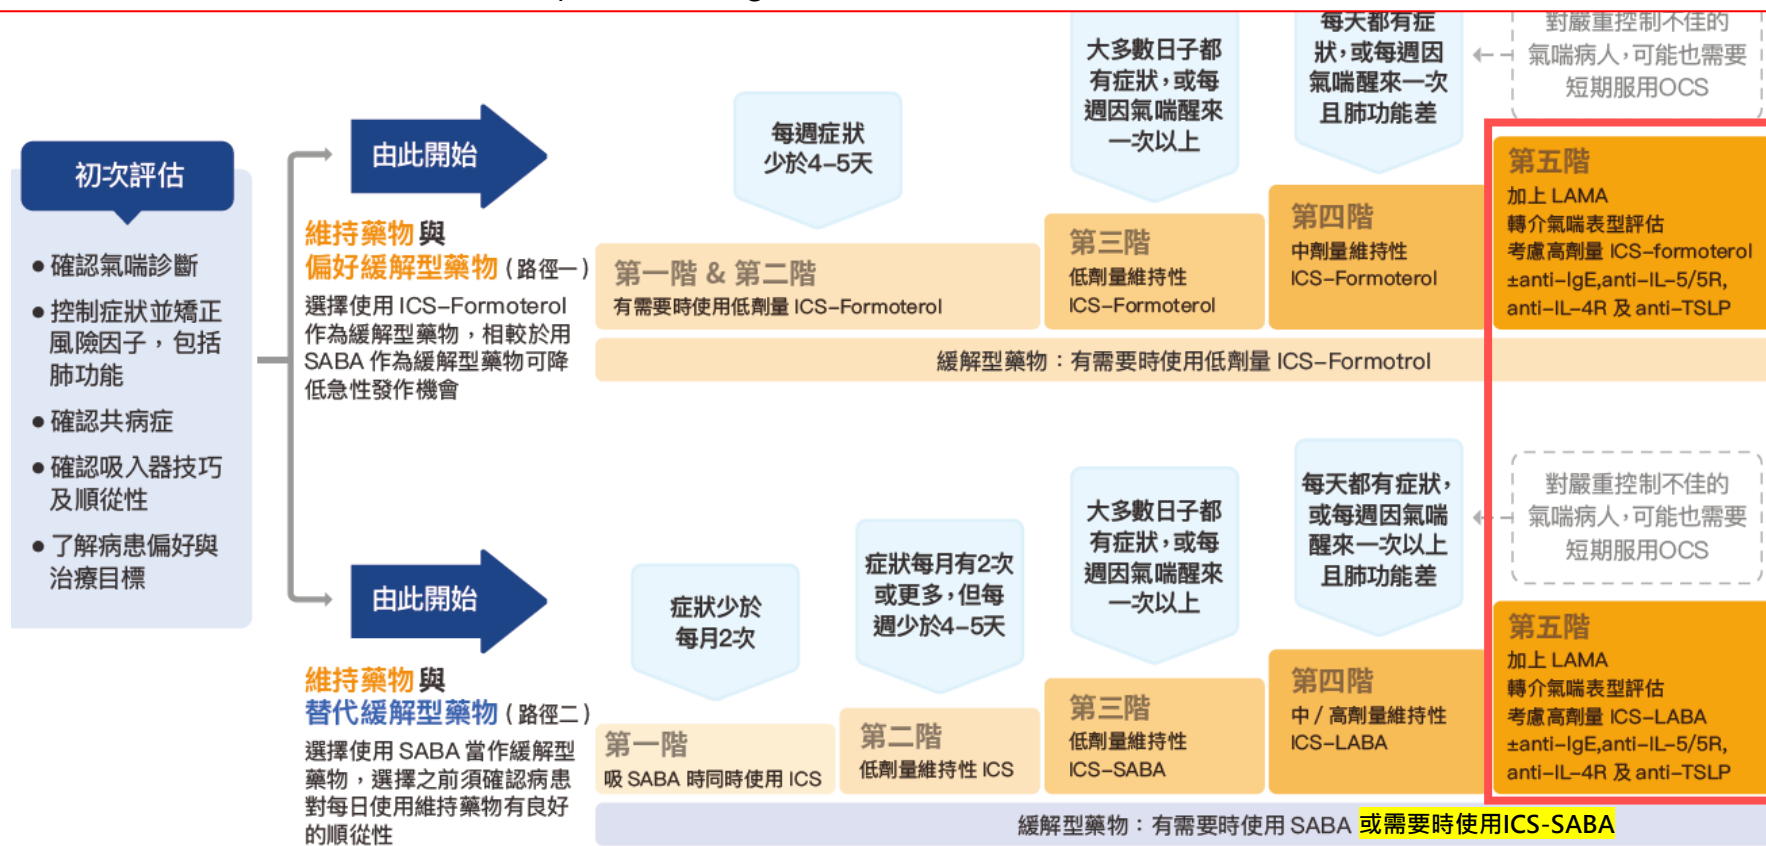 大多數日子都
有症狀，或每
週因氣喘醒來
一次以上
每天都有症
狀，或每週因
氣喘醒來一次
且肺功能差
對嚴重控制不佳的
氣喘病人，可能也需要
短期服用OCS
每週症狀
少於4–5天
初次評估
● 確認氣喘診斷
● 控制症狀並矯正
風險因子，包括
肺功能
● 確認共病症
● 確認吸入器技巧
及順從性
● 了解病患偏好與
治療目標
由此開始
維持藥物與
偏好緩解型藥物（路徑一）
選擇使用 ICS–Formoterol
作為緩解型藥物，相較於用
SABA 作為緩解型藥物可降
低急性發作機會
第一階 & 第二階
有需要時使用低劑量 ICS–Formoterol
第三階
低劑量維持性
ICS–Formoterol
第四階
中劑量維持性
ICS–Formoterol
第五階
加上 LAMA
轉介氣喘表型評估
考慮高劑量 ICS–formoterol
±anti–IgE,anti–IL–5/5R,
anti–IL–4R 及 anti–TSLP
緩解型藥物：有需要時使用低劑量 ICS–Formotrol
由此開始
維持藥物與
替代緩解型藥物（路徑二）
選擇使用 SABA 當作緩解型
藥物，選擇之前須確認病患
對每日使用維持藥物有良好
的順從性
症狀少於
每月2次
症狀每月有2次
或更多，但每
週少於4–5天
大多數日子都
有症狀，或每
週因氣喘醒來
一次以上
每天都有症狀，
或每週因氣喘
醒來一次以上
且肺功能差
對嚴重控制不佳的
氣喘病人，可能也需要
短期服用OCS
第一階
吸 SABA 時同時使用 ICS
第二階
低劑量維持性 ICS
第三階
低劑量維持性
ICS–SABA
第四階
中 / 高劑量維持性
ICS–LABA
第五階
加上 LAMA
轉介氣喘表型評估
考慮高劑量 ICS–LABA
±anti–IgE,anti–IL–5/5R,
anti–IL–4R 及 anti–TSLP
緩解型藥物：有需要時使用 SABA 或需要時使用ICS-SABA